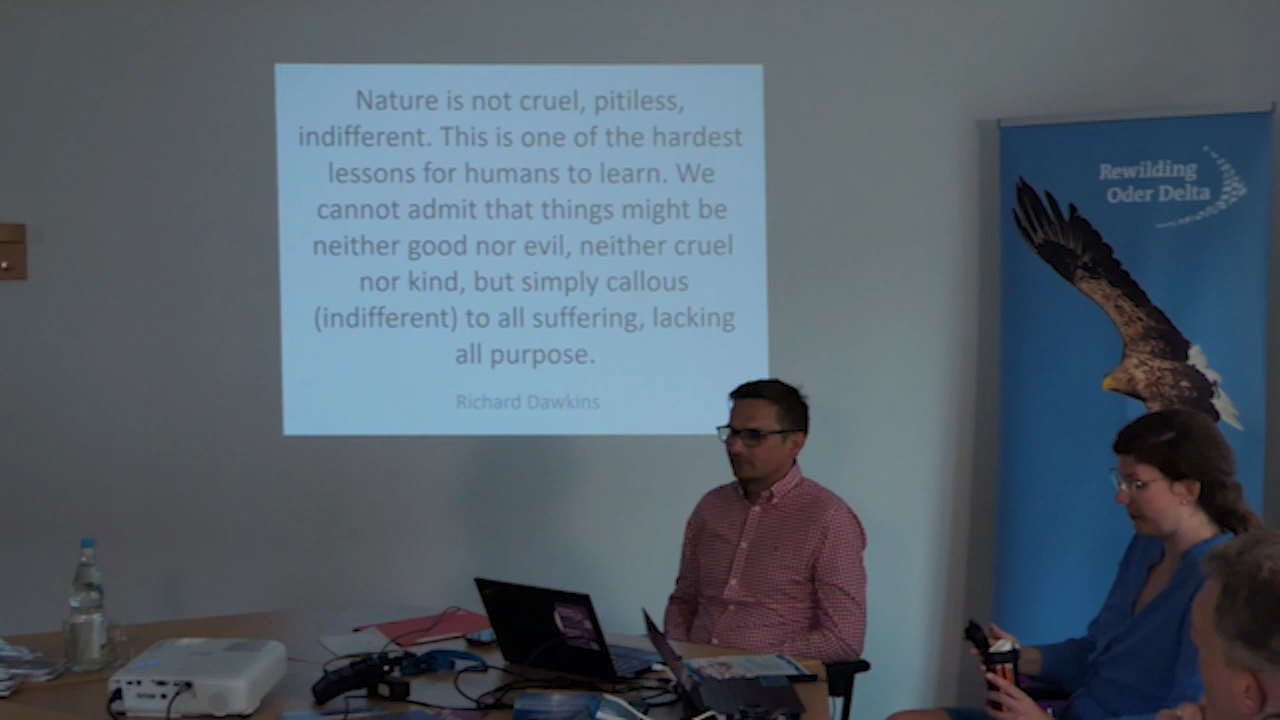 Nature is not cruel, pitiless,
indifferent. This is one of the hardest
lessons for humans to learn. We
cannot admit that things might be
neither good nor evil, neither cruel
nor kind, but simply callous
(indifferent) to all suffering, lacking
all purpose.
Richard Dawkins
Rewilding
Oder Delta